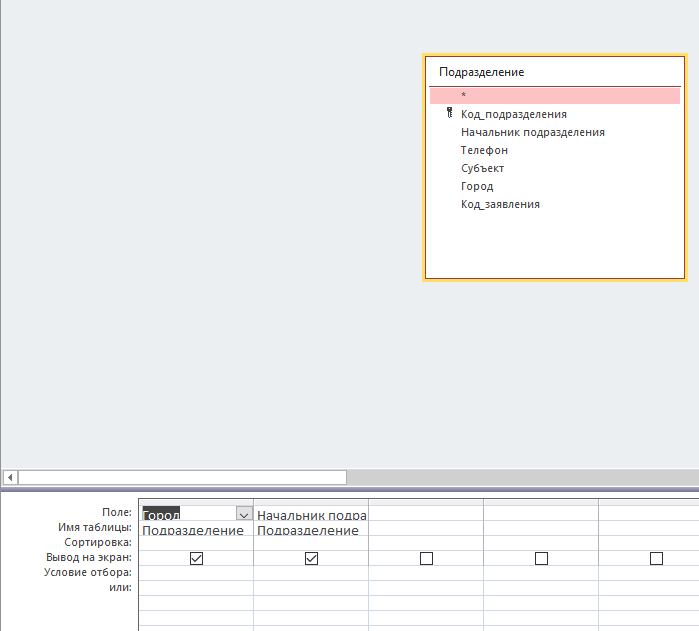 Подразделение
*
Код_подразделения
Начальник подразделения
Телефон
Субъект
Город
Код_заявления
Поле: Город Начальник подра
Имя таблицы: Подразделение Подразделение
Сортировка:
Вывод на экран:
Условие отбора:
или: